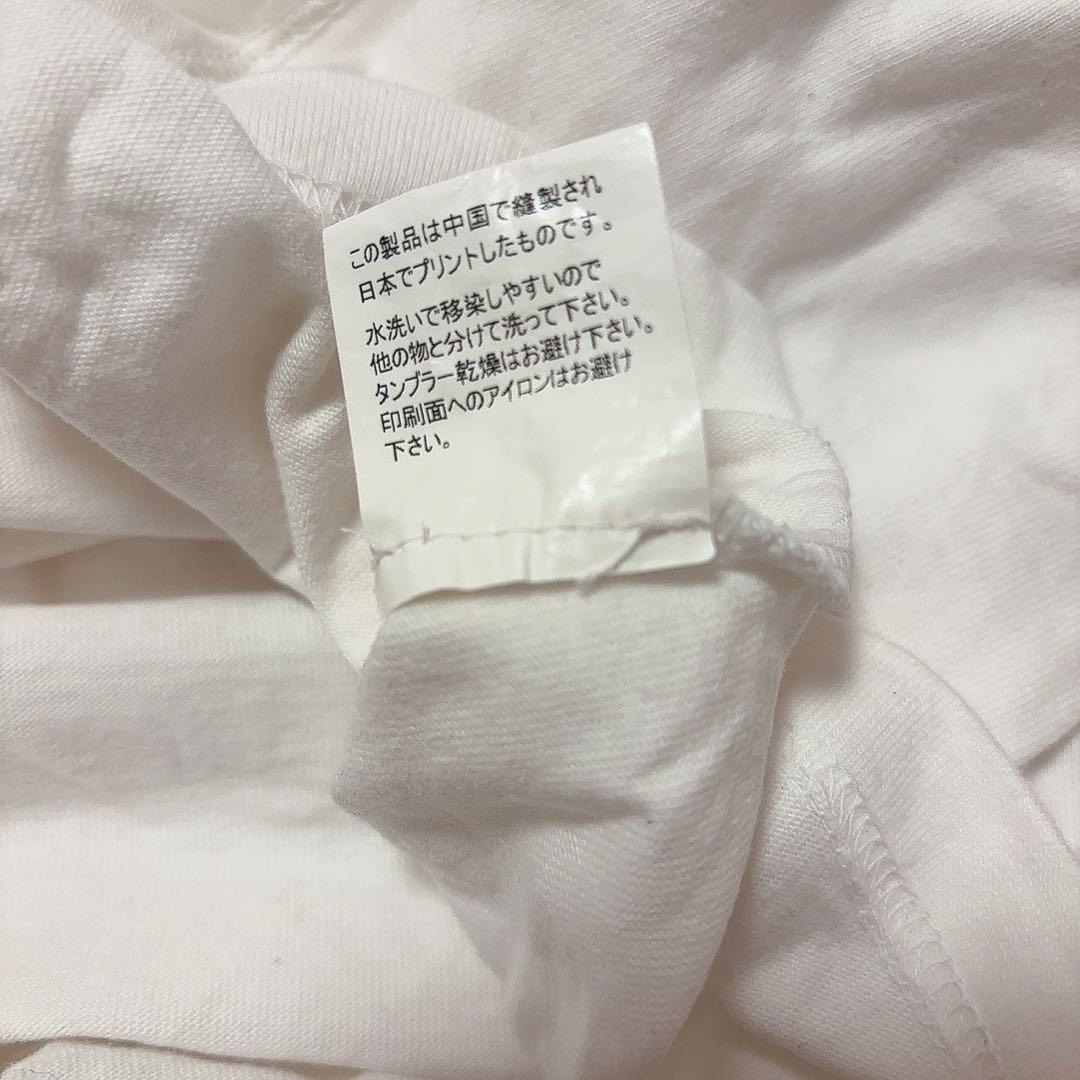 この製品は中国で縫製され
日本でプリントしたものです。
水洗いで移染しやすいので
他の物と分けて洗って下さい。
タンブラー乾燥はお避け下さい。
印刷面へのアイロンはお避け
下さい。